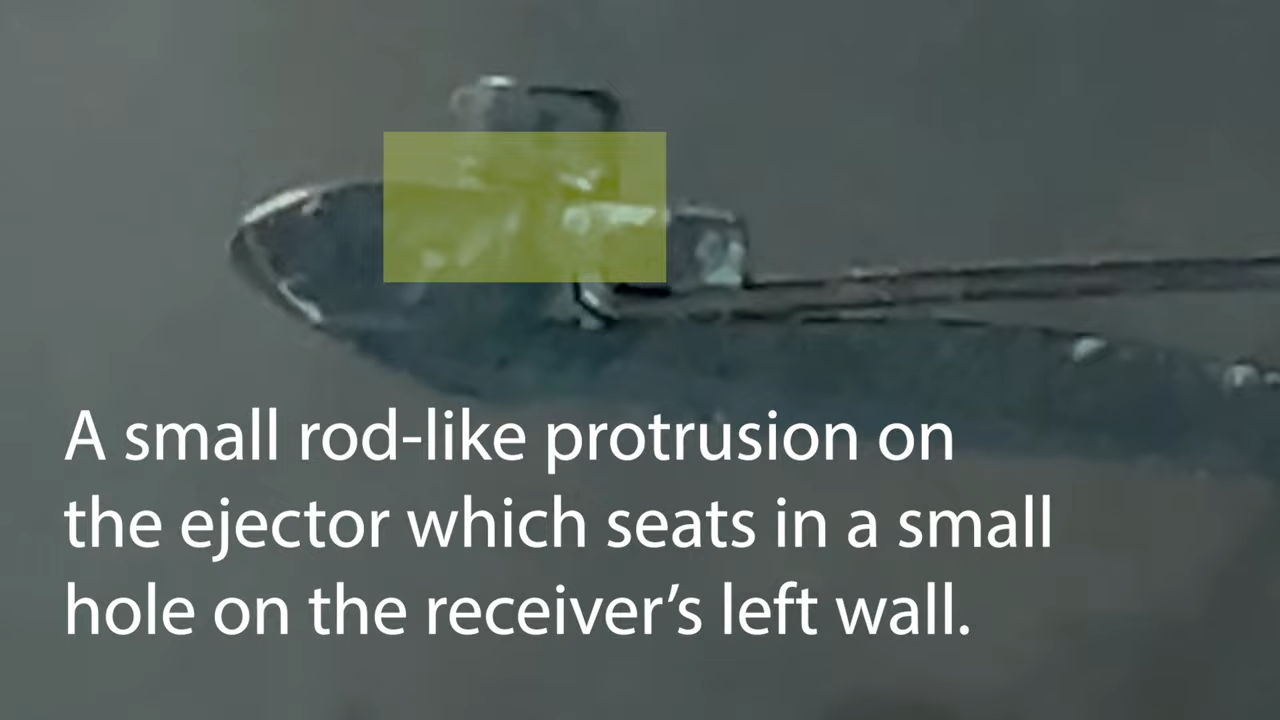 A small rod-like protrusion on
the ejector which seats in a small
hole on the receiver’s left wall.